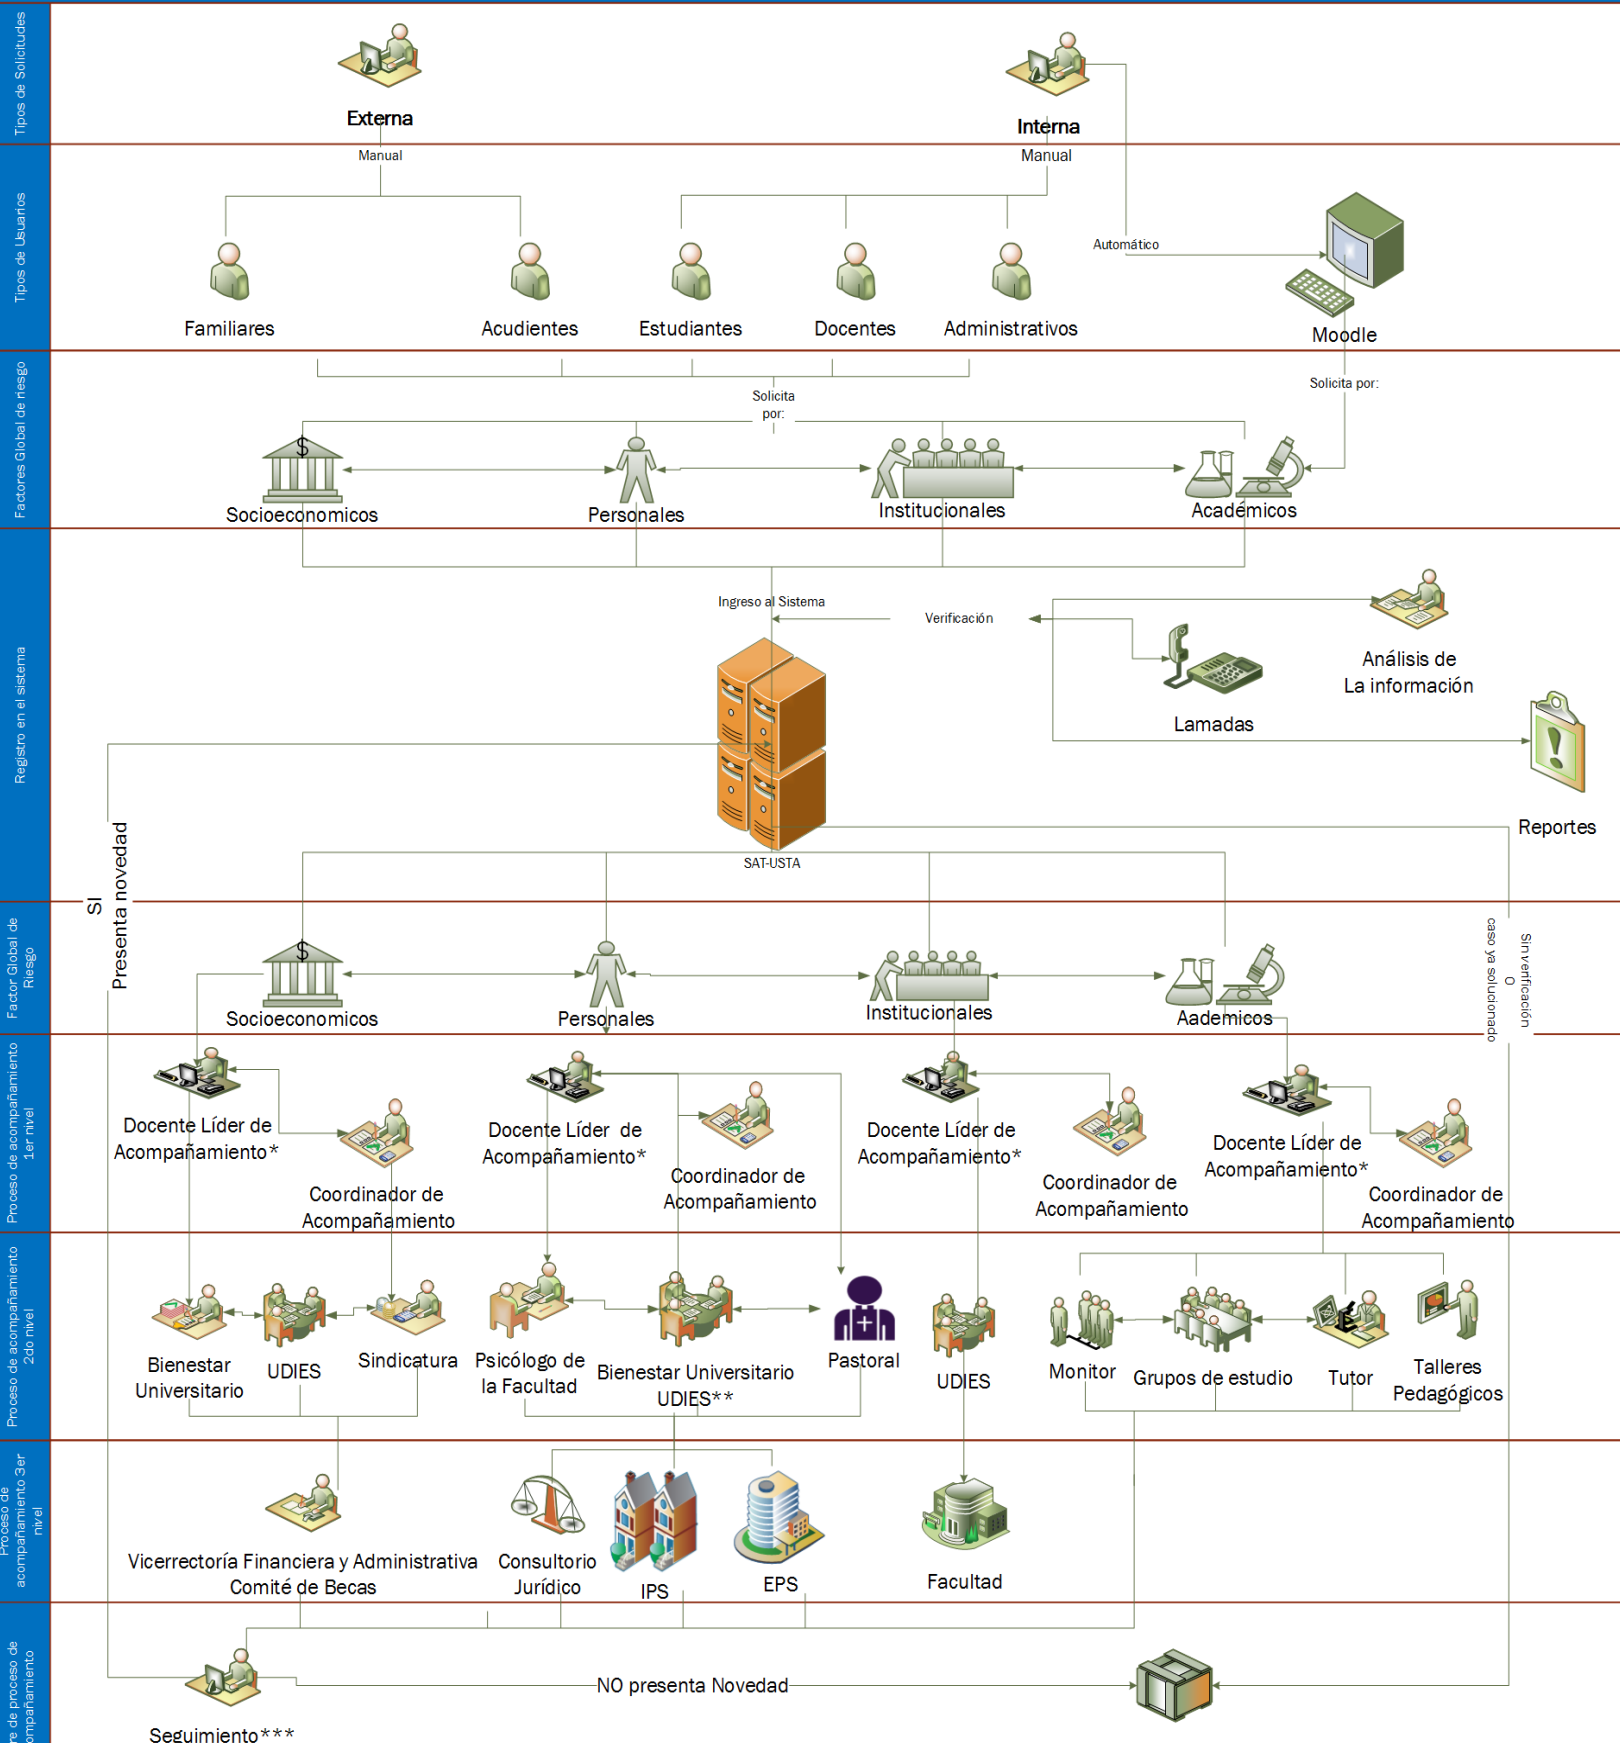 Tipos de Solicitudes
Externa
Interna
Tipos de Usuarios
Manual
Manual
Automático
Familiares
Acudientes
Estudiantes
Docentes
Administrativos
Moodle
Factores Global de riesgo
Solicita
por:
Solicita por:
$
Socioeconomicos
Personales
Institucionales
Académicos
Registro en el sistema
Ingreso al Sistema
Verificación
Análisis de
La información
Lamadas
Reportes
SAT-USTA
SI
Presenta novedad
Factor Global de
Riesgo
$
Socioeconomicos
Personales
Institucionales
Aademicos
Sin verificación
O
caso ya solucionado
Proceso de acompañamiento
1er nivel
Docente Líder de
Acompañamiento*
Coordinador de
Acompañamiento
Docente Líder de
Acompañamiento*
Coordinador de
Acompañamiento
Docente Líder de
Acompañamiento*
Coordinador de
Acompañamiento
Docente Líder de
Acompañamiento*
Coordinador de
Acompañamiento
Proceso de acompañamiento
2do nivel
Bienestar
Universitario
UDIES
Sindicatura
Psicólogo de
la Facultad
Bienestar Universitario
UDIES**
Pastoral
UDIES
Monitor
Grupos de estudio
Tutor
Talleres
Pedagógicos
Proceso de
acompañamiento 3er
nivel
Vicerrectoría Financiera y Administrativa
Comité de Becas
Consultorio
Jurídico
IPS
EPS
Facultad
re de proceso de
ompañamiento
Seguimiento***
NO presenta Novedad